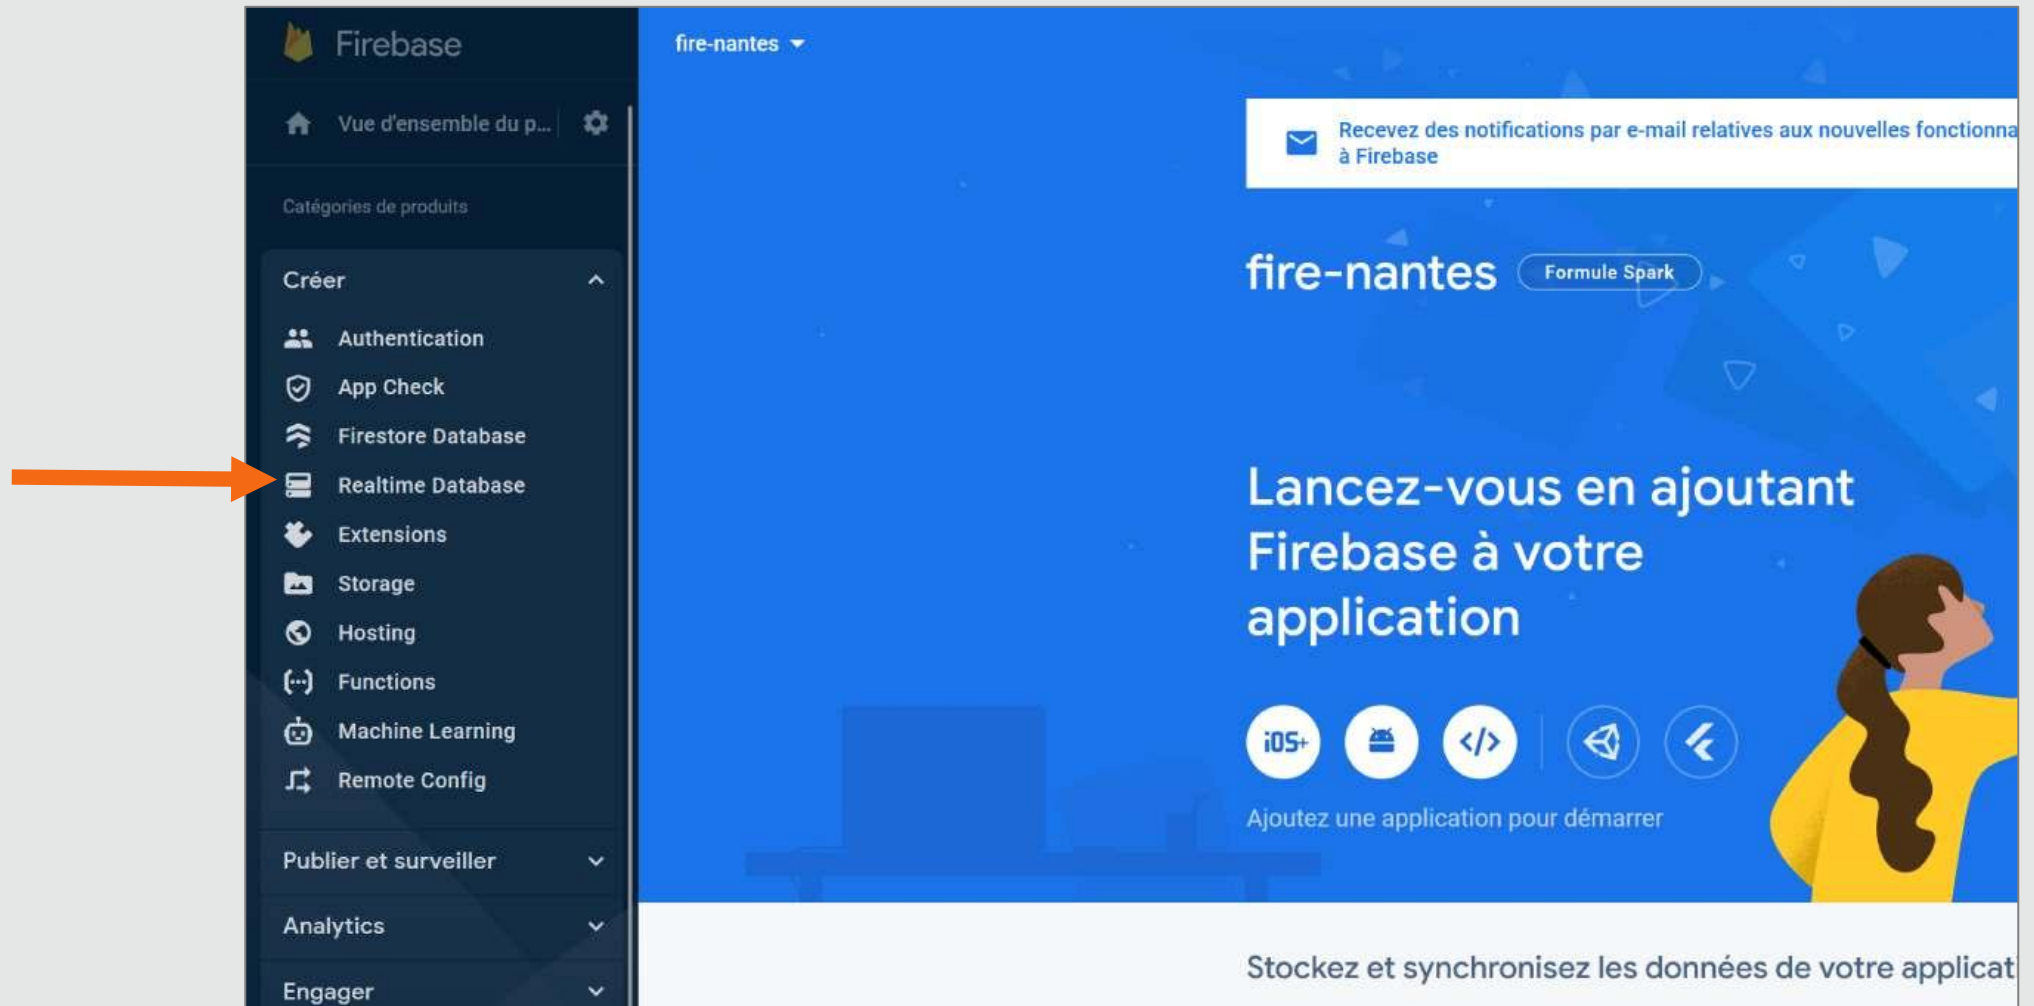 Firebase
Vue d'ensemble du p...
Catégories de produits
Créer
Authentication
App Check
Firestore Database
Realtime Database
Extensions
Storage
Hosting
Functions
Machine Learning
Remote Config
Publier et surveiller
Analytics
Engager
fire-nantes
Recevez des notifications par e-mail relatives aux nouvelles fonctionna
à Firebase
fire-nantes Formule Spark
Lancez-vous en ajoutant
Firebase à votre
application
iOS+ </>
Ajoutez une application pour démarrer
Stockez et synchronisez les données de votre applicat